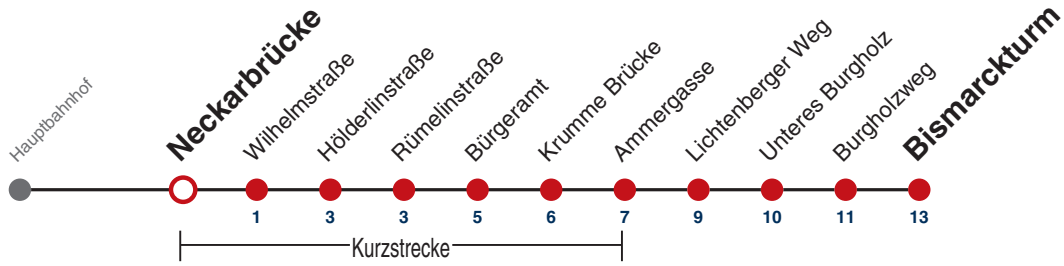 Hauptbahnhof
Neckarbrücke
Wilhelmstraße
Hölderlinstraße
Rümelinstraße
Bürgeramt
Krumme Brücke
Ammergasse
Lichtenberger Weg
Unteres Burgholz
Burgholzweg
Bismarckturm
1 3 3 5 6 7 9 10 11 13
Kurzstrecke